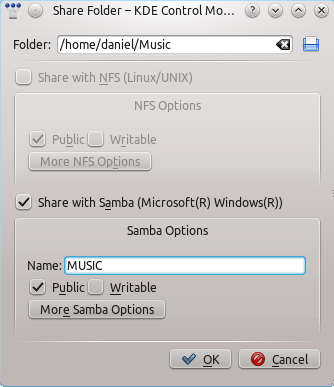 Share Folder – KDE Control Mo...
Folder: /home/daniel/Music
Share with NFS (Linux/UNIX)
NFS Options
Public Writable
More NFS Options
Share with Samba (Microsoft(R) Windows(R))
Samba Options
Name: MUSIC
Public Writable
More Samba Options
OK Cancel